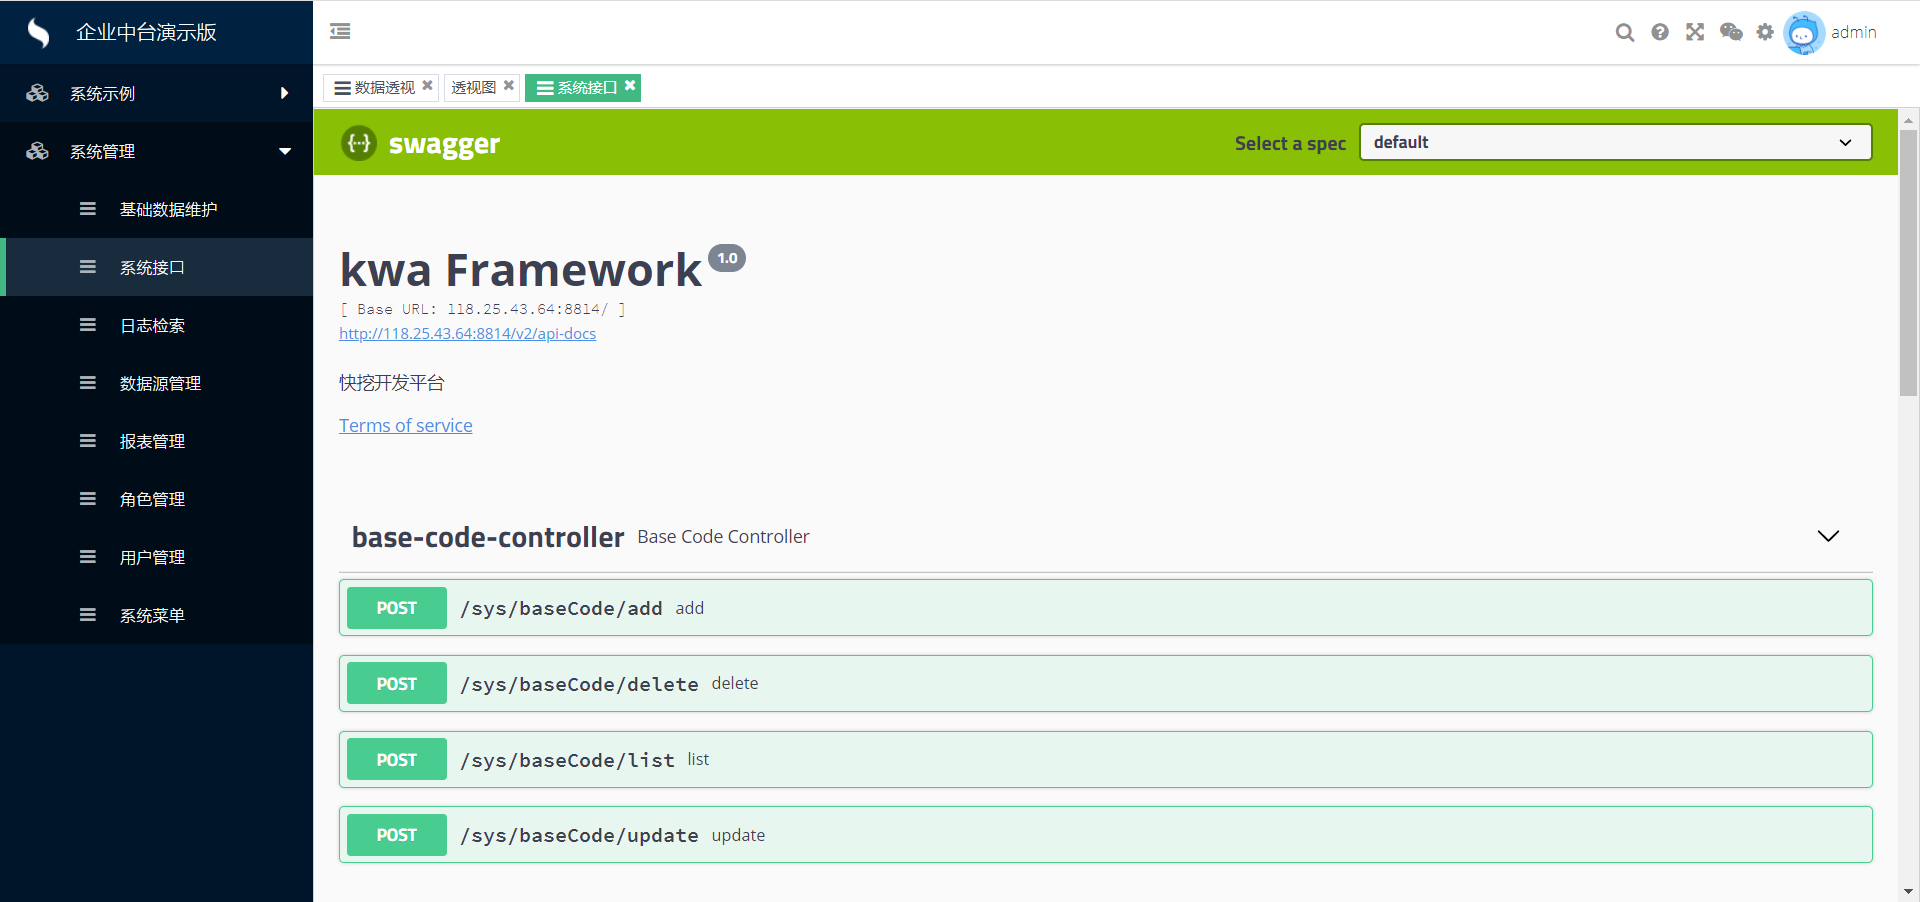 企业中台演示版
admin
系统示例
系统管理
基础数据维护
系统接口
日志检索
数据源管理
报表管理
角色管理
用户管理
系统菜单
数据透视
透视图
系统接口
swagger
Select a spec
default
kwa Framework 1.0
[ Base URL: 118.25.43.64:8814/ ]
http://118.25.43.64:8814/v2/api-docs
快挖开发平台
Terms of service
base-code-controller Base Code Controller
POST /sys/baseCode/add add
POST /sys/baseCode/delete delete
POST /sys/baseCode/list list
POST /sys/baseCode/update update